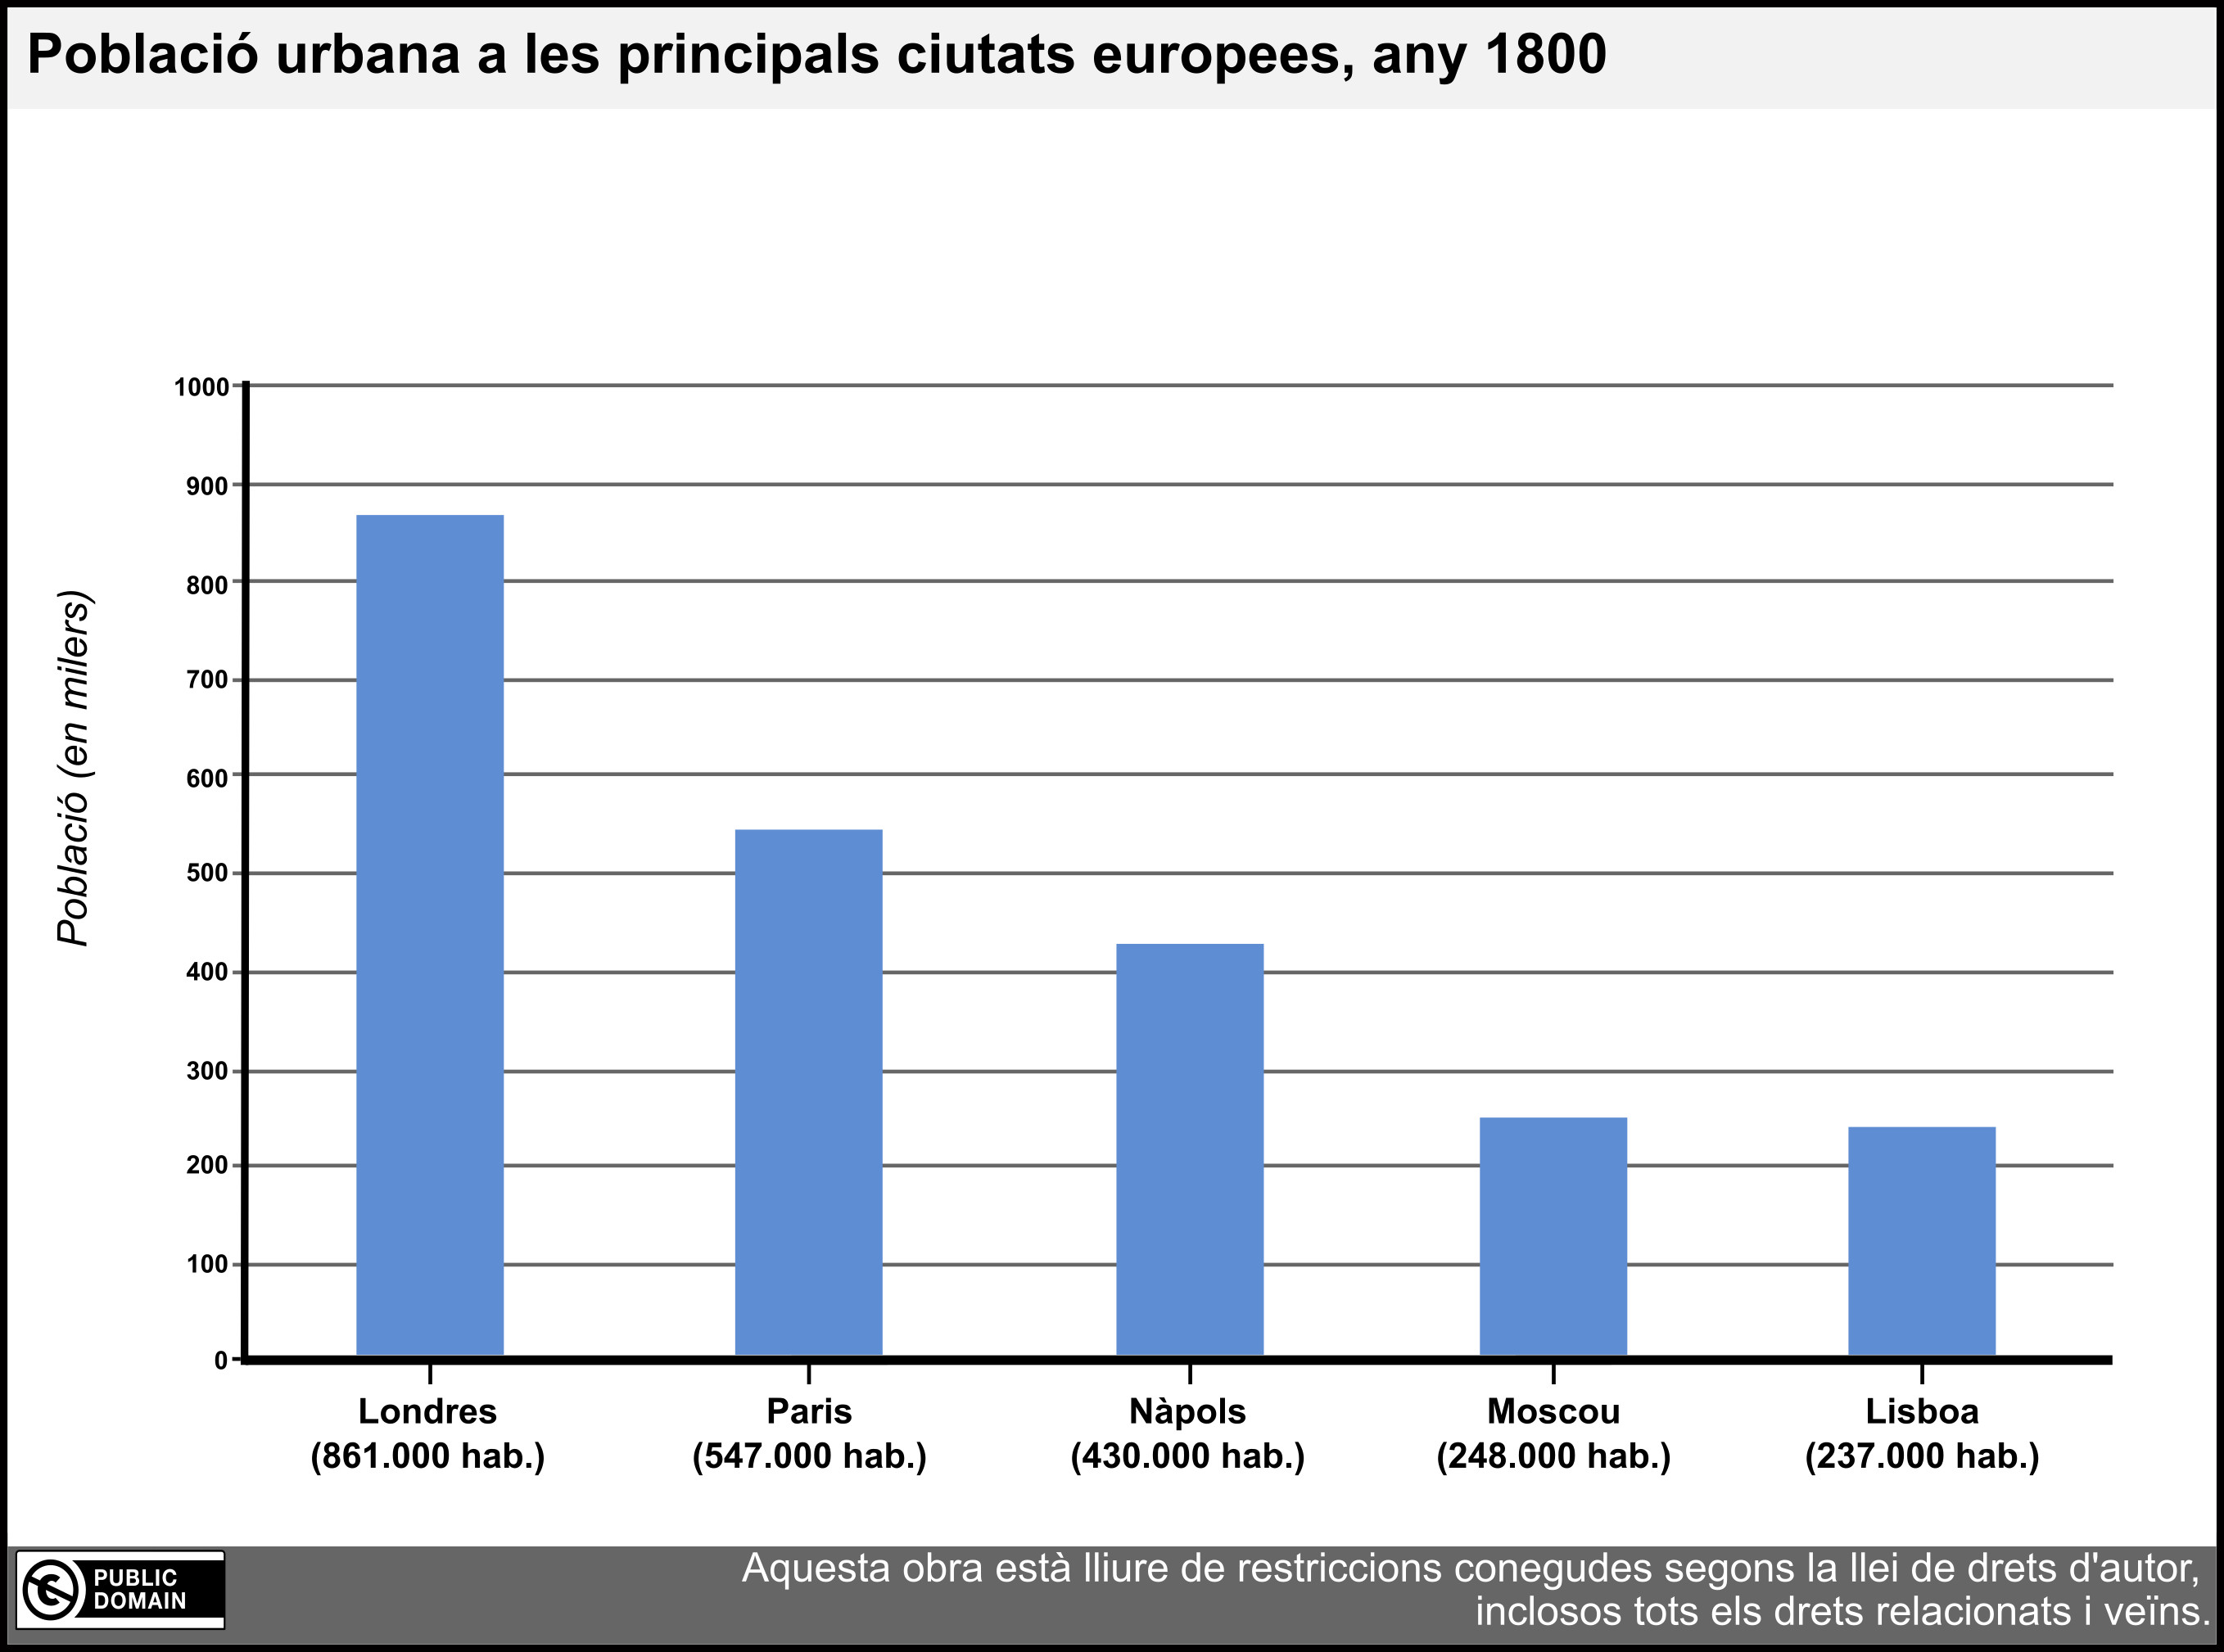 Població urbana a les principals ciutats europees, any 1800
Població (en milers)
1000
900
800
700
600
500
400
300
200
100
0
Londres
(861.000 hab.)
Paris
(547.000 hab.)
Nàpols
(430.000 hab.)
Moscou
(248.000 hab.)
Lisboa
(237.000 hab.)
PUBLIC
DOMAIN
Aquesta obra està lliure de restriccions conegudes segons la llei de drets d'autor,
inclosos tots els drets relacionats i veïns.